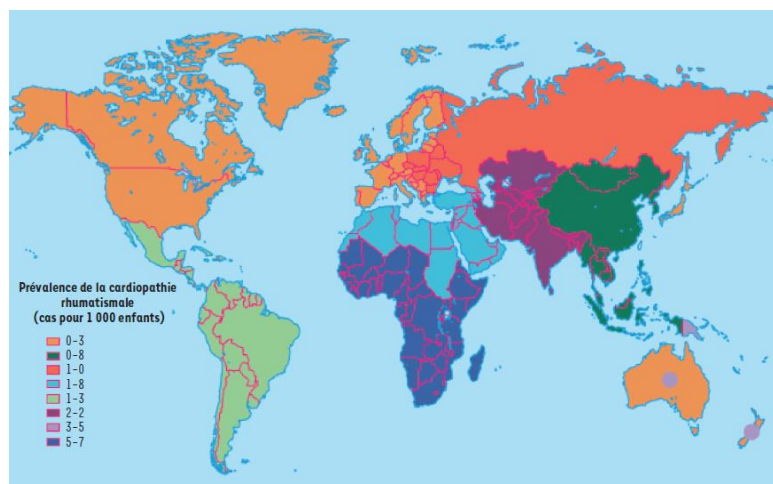 Prévalence de la cardiopathie
rhumatismale
(cas pour 1 000 enfants)
0-3
0-8
1-0
1-8
1-3
2-2
3-5
5-7